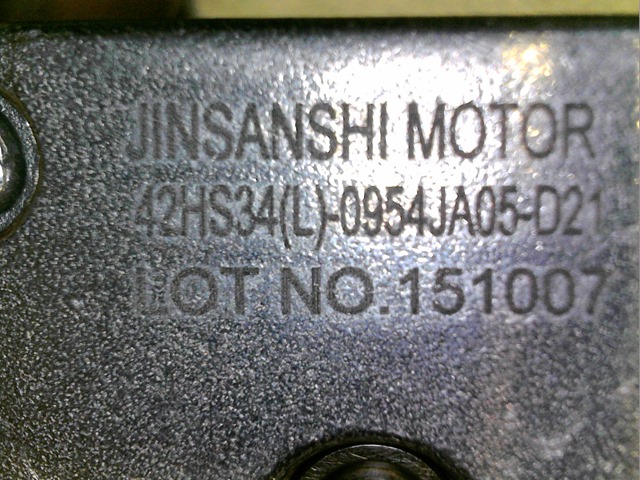 JINSANSHI MOTOR
42HS34(L)-0954JA05-D21
LOT NO.151007